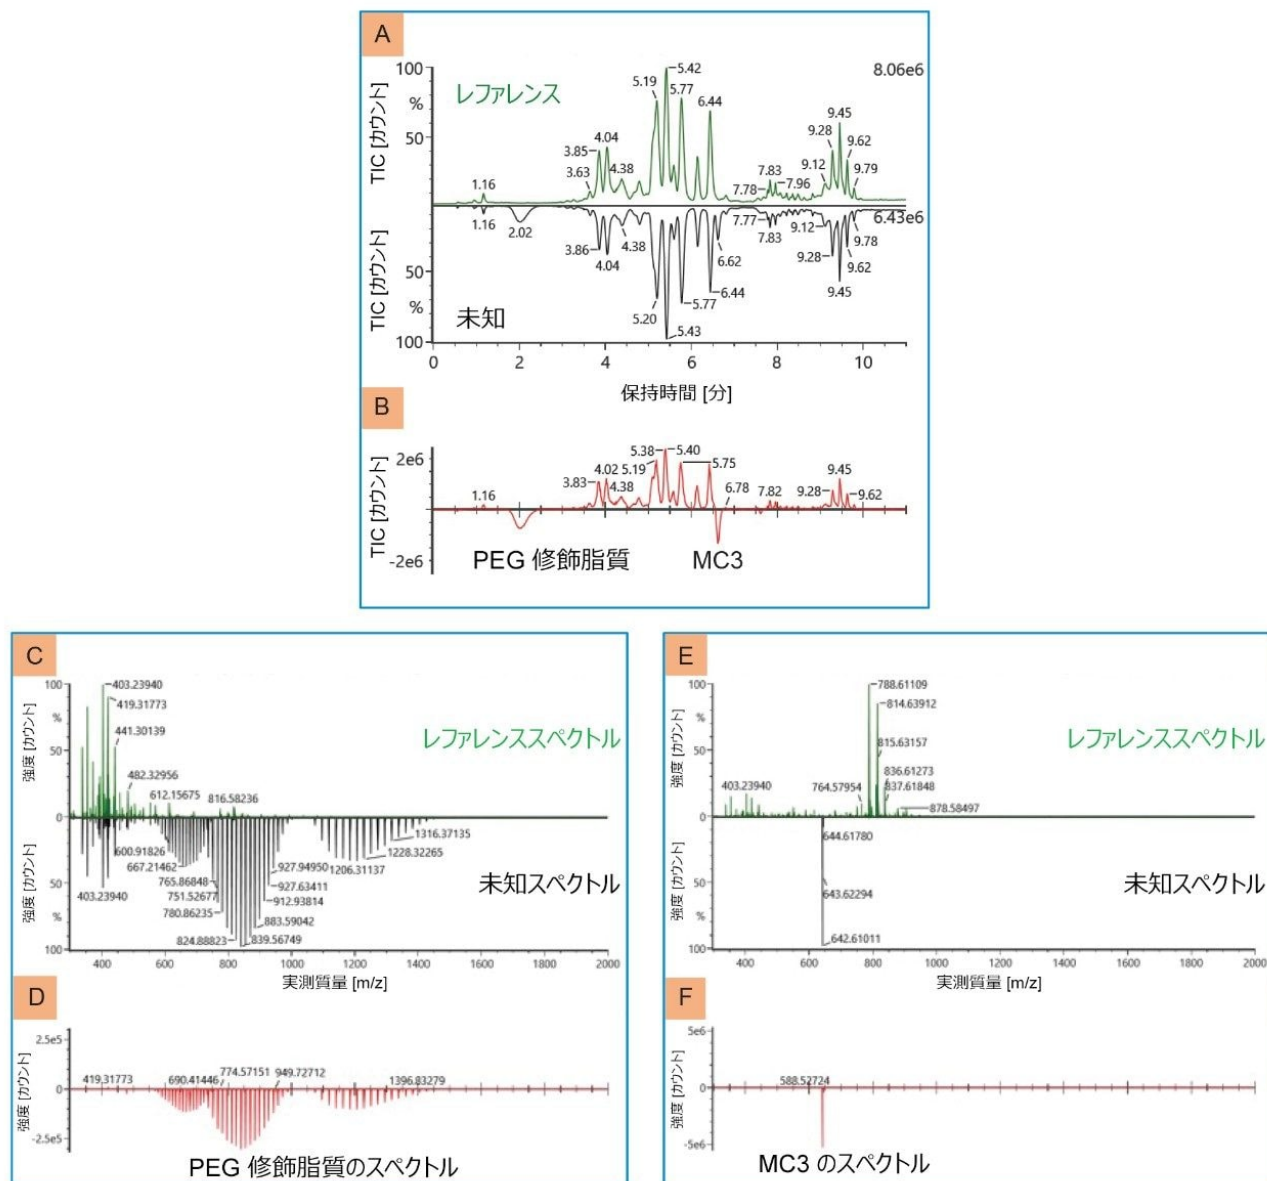 A
100
%
50
TIC [カウント]
レファレンス
8.06e6
1.16
3.63
3.85
4.04
4.38
5.19
5.42
5.77
6.44
7.78
7.83
7.96
9.12
9.28
9.45
9.62
9.79
6.43e6
1.16
2.02
3.86
4.04
4.38
5.20
5.43
5.77
6.44
6.62
7.77
7.83
9.12
9.28
9.45
9.62
9.78
TIC [カウント]
50
%
100
未知
0 2 4 6 8 10
保持時間 [分]
B
TIC [カウント]
2e6
-2e6
1.16
3.83
4.02
4.38
5.19
5.38
5.40
5.75
6.78
7.82
9.28
9.45
9.62
PEG 修飾脂質
MC3
C
100
%
50
0
強度 [カウント]
403.23940
419.31773
441.30139
482.32956
612.15675
816.58236
レファレンススペクトル
強度 [カウント]
50
%
100
403.23940
600.91826
667.21462
765.86848
751.52677
780.86235
824.88823
839.56749
883.59042
912.93814
927.63411
927.94950
1206.31137
1228.32265
1316.37135
未知スペクトル
400 600 800 1000 1200 1400 1600 1800 2000
実測質量 [m/z]
D
強度 [カウント]
2.5e5
0
-2.5e5
419.31773
690.41446
774.57151
949.72712
1396.83279
PEG 修飾脂質のスペクトル
E
100
%
50
0
強度 [カウント]
403.23940
764.57954
788.61109
814.63912
815.63157
836.61273
837.61848
878.58497
レファレンススペクトル
強度 [カウント]
50
%
100
644.61780
643.62294
642.61011
未知スペクトル
400 600 800 1000 1200 1400 1600 1800 2000
実測質量 [m/z]
F
強度 [カウント]
5e6
0
-5e6
588.52724
MC3 のスペクトル